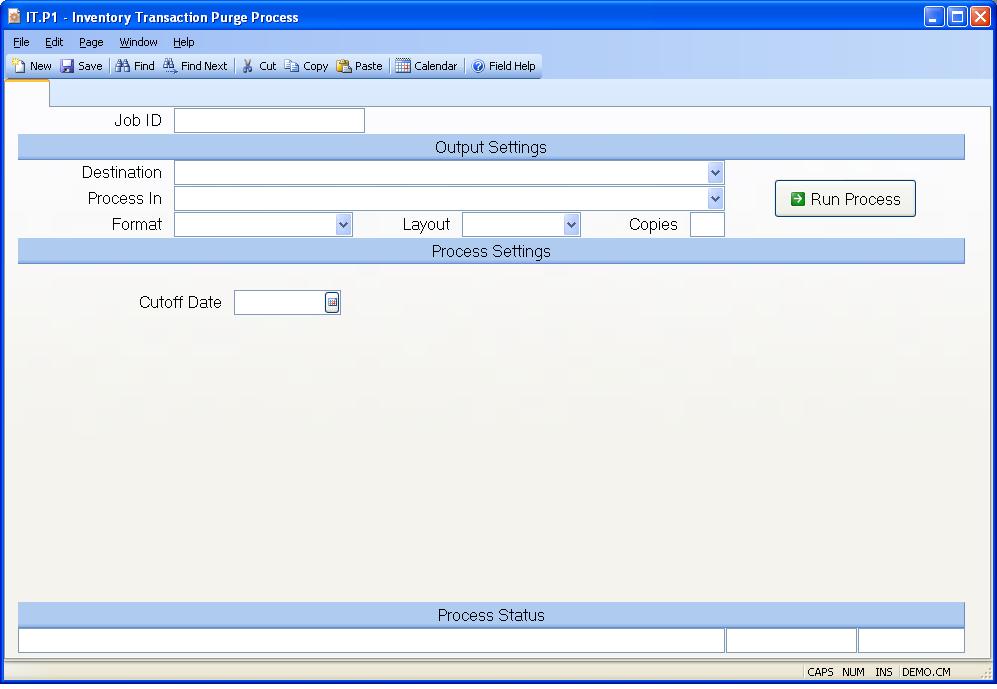 IT.P1 - Inventory Transaction Purge Process
File Edit Page Window Help
New Save Find Find Next Cut Copy Paste Calendar Field Help
Job ID
Output Settings
Destination
Process In
Run Process
Format Layout Copies
Process Settings
Cutoff Date
Process Status
CAPS NUM INS DEMO.CM